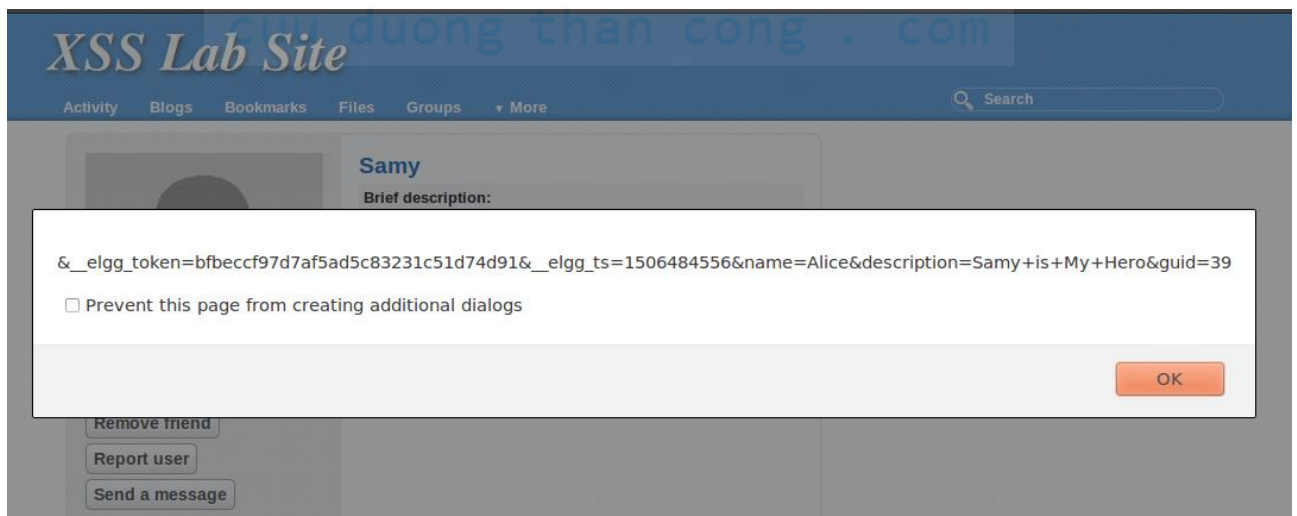 cuu duong than cong . com
XSS Lab Site
Activity Blogs Bookmarks Files Groups ▾ More
Search
Samy
Brief description:
&__elgg_token=bfbeccf97d7af5ad5c83231c51d74d91&__elgg_ts=1506484556&name=Alice&description=Samy+is+My+Hero&guid=39
Prevent this page from creating additional dialogs
OK
Remove friend
Report user
Send a message